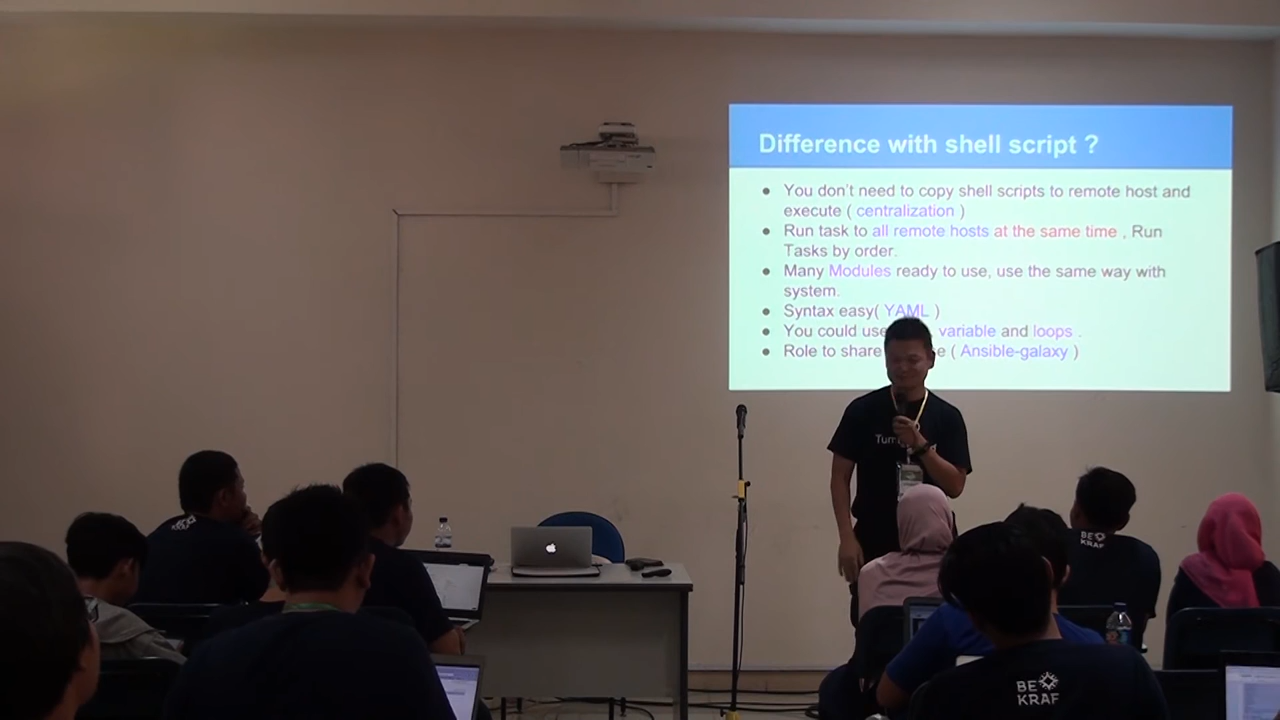 Difference with shell script ?
● You don't need to copy shell scripts to remote host and
execute ( centralization )
● Run task to all remote hosts at the same time , Run
Tasks by order.
● Many Modules ready to use, use the same way with
system.
● Syntax easy( YAML )
● You could use , variable and loops .
● Role to share ( Ansible-galaxy )
BE
KRAF
BE
KRAF